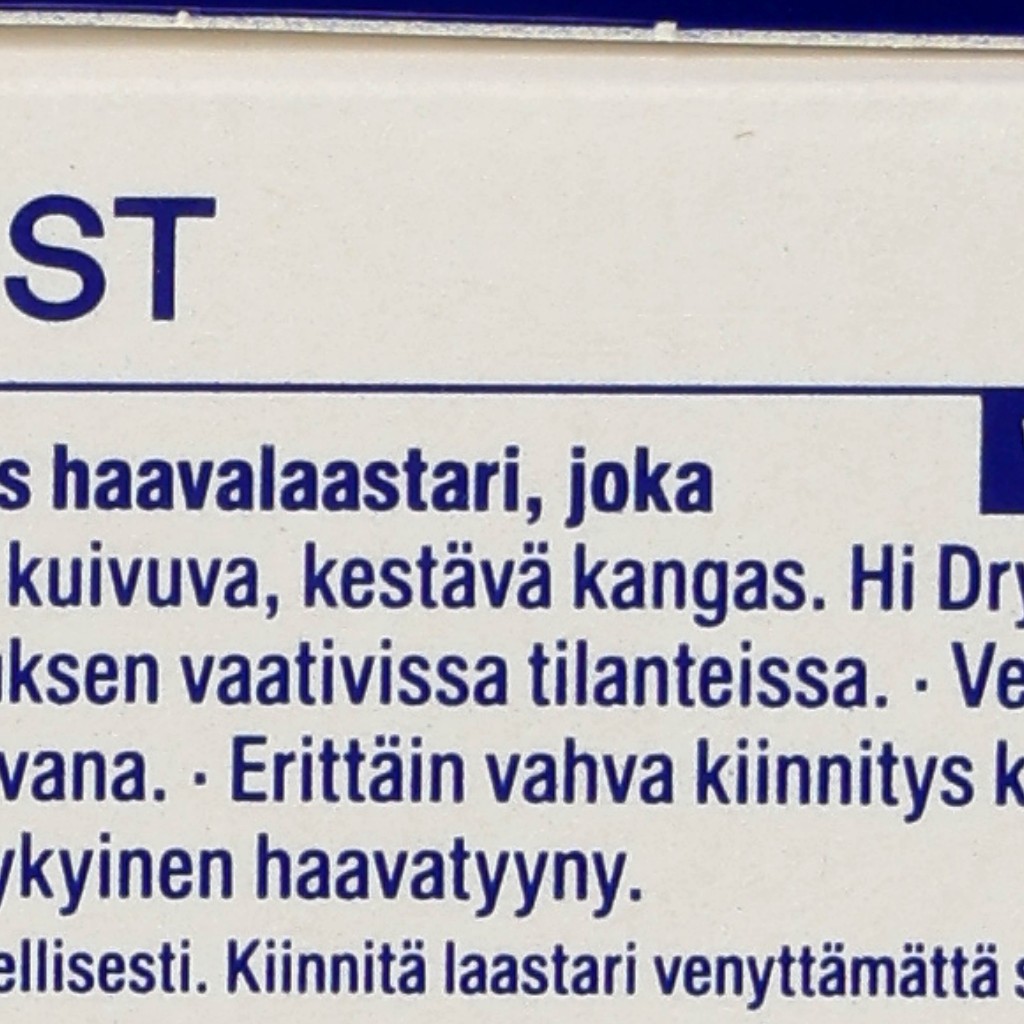 ST
s haavalaastari, joka
kuivuva, kestävä kangas. Hi Dry
ksen vaativissa tilanteissa. · Ve
vana. · Erittäin vahva kiinnitys k
ykyinen haavatyyny.
ellisesti. Kiinnitä laastari venyttämättä s